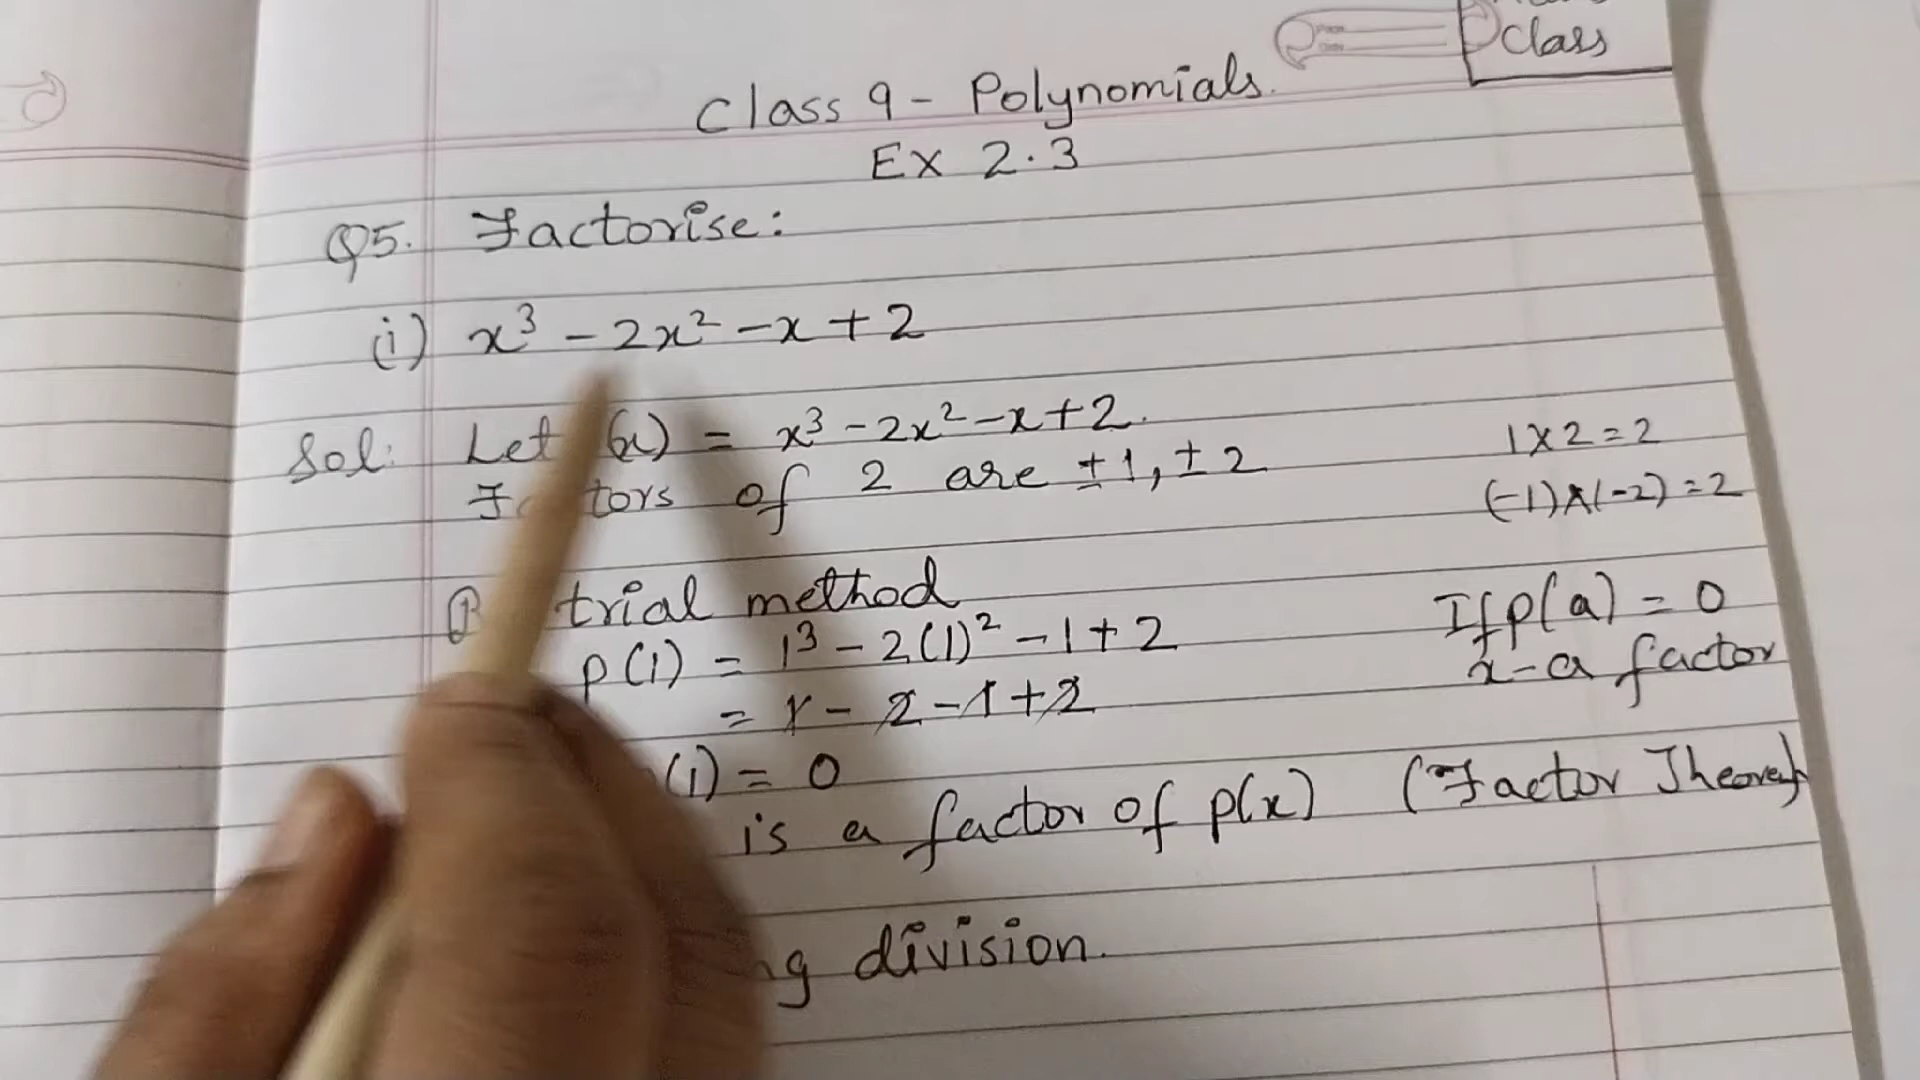 Class
Class 9 - Polynomials.
Ex 2.3
Q5. Factorise:
(i) x³ - 2x² - x + 2
Sol: Let (x) = x³ - 2x² - x + 2.
Factors of 2 are ±1, ±2
1 x 2 = 2
(-1) x (-2) = 2
trial method
p(1) = 1³ - 2(1)² - 1 + 2
= 1 - 2 - 1 + 2
(1) = 0
If p(a) = 0
x-a factor
is a factor of p(x) (Factor Theorem)
division.